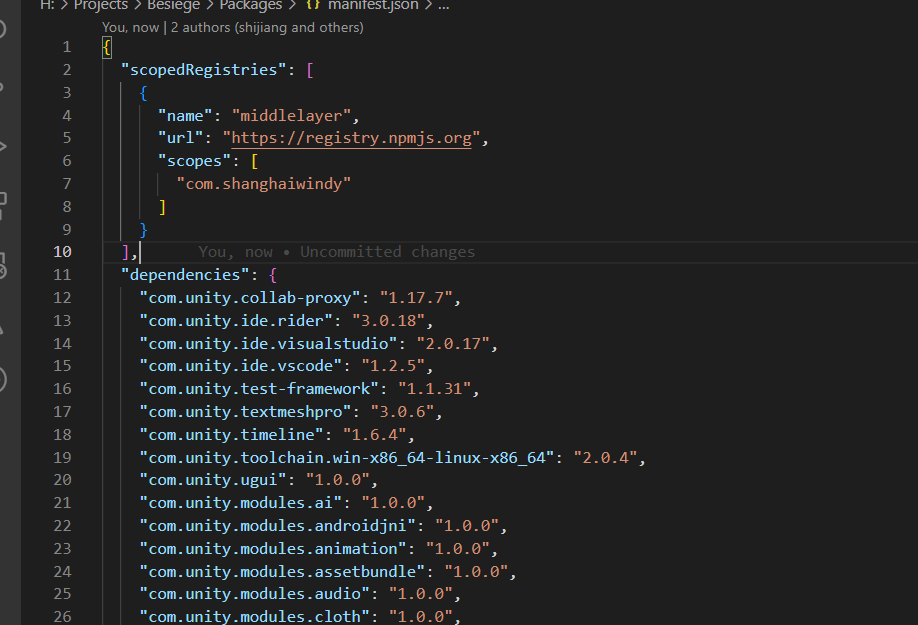 H: > Projects > Besiege > Packages > {} manifest.json > ...
You, now | 2 authors (shijiang and others)
1 {
2 "scopedRegistries": [
3 {
4 "name": "middlelayer",
5 "url": "https://registry.npmjs.org",
6 "scopes": [
7 "com.shanghaiwindy"
8 ]
9 }
10 ], You, now • Uncommitted changes
11 "dependencies": {
12 "com.unity.collab-proxy": "1.17.7",
13 "com.unity.ide.rider": "3.0.18",
14 "com.unity.ide.visualstudio": "2.0.17",
15 "com.unity.ide.vscode": "1.2.5",
16 "com.unity.test-framework": "1.1.31",
17 "com.unity.textmeshpro": "3.0.6",
18 "com.unity.timeline": "1.6.4",
19 "com.unity.toolchain.win-x86_64-linux-x86_64": "2.0.4",
20 "com.unity.ugui": "1.0.0",
21 "com.unity.modules.ai": "1.0.0",
22 "com.unity.modules.androidjni": "1.0.0",
23 "com.unity.modules.animation": "1.0.0",
24 "com.unity.modules.assetbundle": "1.0.0",
25 "com.unity.modules.audio": "1.0.0",
26 "com.unity.modules.cloth": "1.0.0",